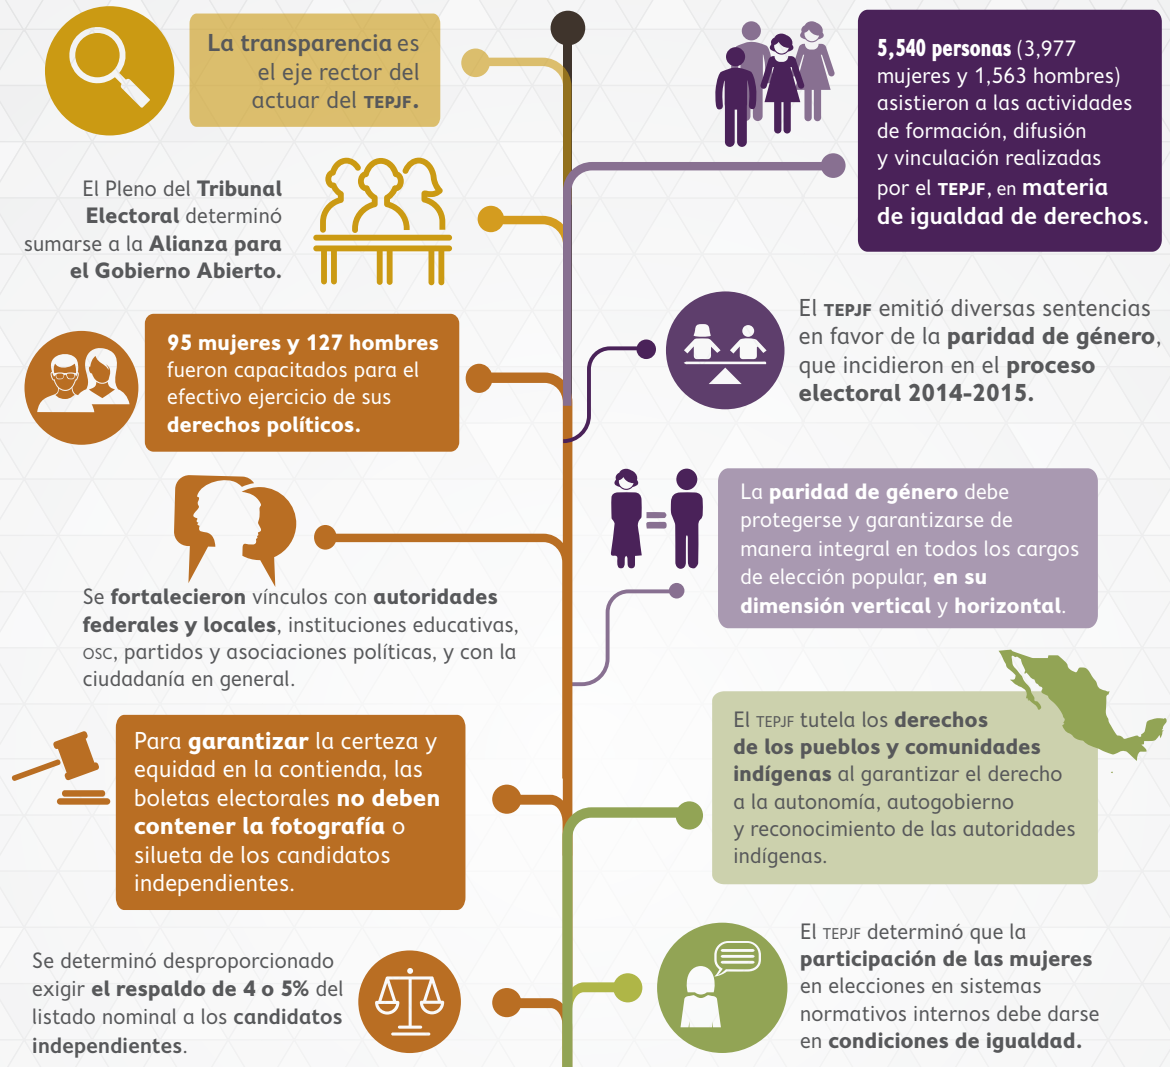 La transparencia es
el eje rector del
actuar del TEPJF.
El Pleno del Tribunal
Electoral determinó
sumarse a la Alianza para
el Gobierno Abierto.
95 mujeres y 127 hombres
fueron capacitados para el
efectivo ejercicio de sus
derechos políticos.
Se fortalecieron vínculos con autoridades
federales y locales, instituciones educativas,
OSC, partidos y asociaciones políticas, y con la
ciudadanía en general.
Para garantizar la certeza y
equidad en la contienda, las
boletas electorales no deben
contener la fotografía o
silueta de los candidatos
independientes.
Se determinó desproporcionado
exigir el respaldo de 4 o 5% del
listado nominal a los candidatos
independientes.
5,540 personas (3,977
mujeres y 1,563 hombres)
asistieron a las actividades
de formación, difusión
y vinculación realizadas
por el TEPJF, en materia
de igualdad de derechos.
El TEPJF emitió diversas sentencias
en favor de la paridad de género,
que incidieron en el proceso
electoral 2014-2015.
La paridad de género debe
protegerse y garantizarse de
manera integral en todos los cargos
de elección popular, en su
dimensión vertical y horizontal.
El TEPJF tutela los derechos
de los pueblos y comunidades
indígenas al garantizar el derecho
a la autonomía, autogobierno
y reconocimiento de las autoridades
indígenas.
El TEPJF determinó que la
participación de las mujeres
en elecciones en sistemas
normativos internos debe darse
en condiciones de igualdad.